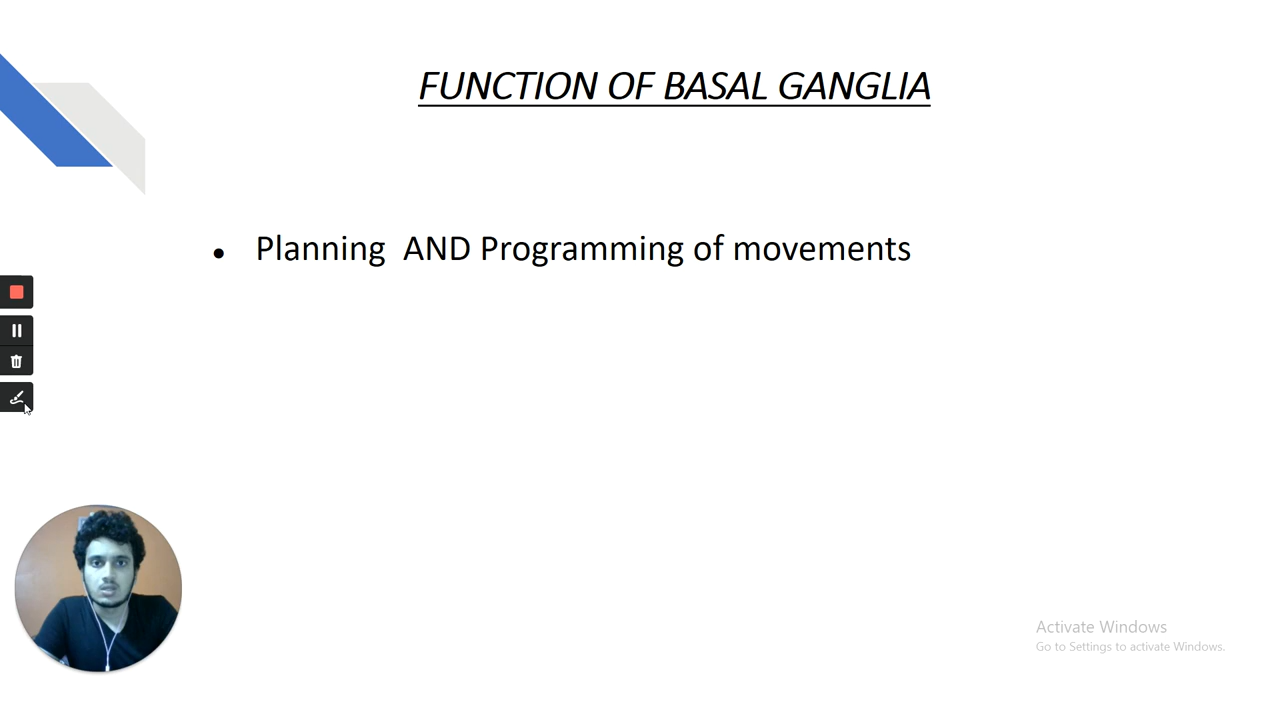 FUNCTION OF BASAL GANGLIA
• Planning  AND Programming of movements
Activate Windows
Go to Settings to activate Windows.